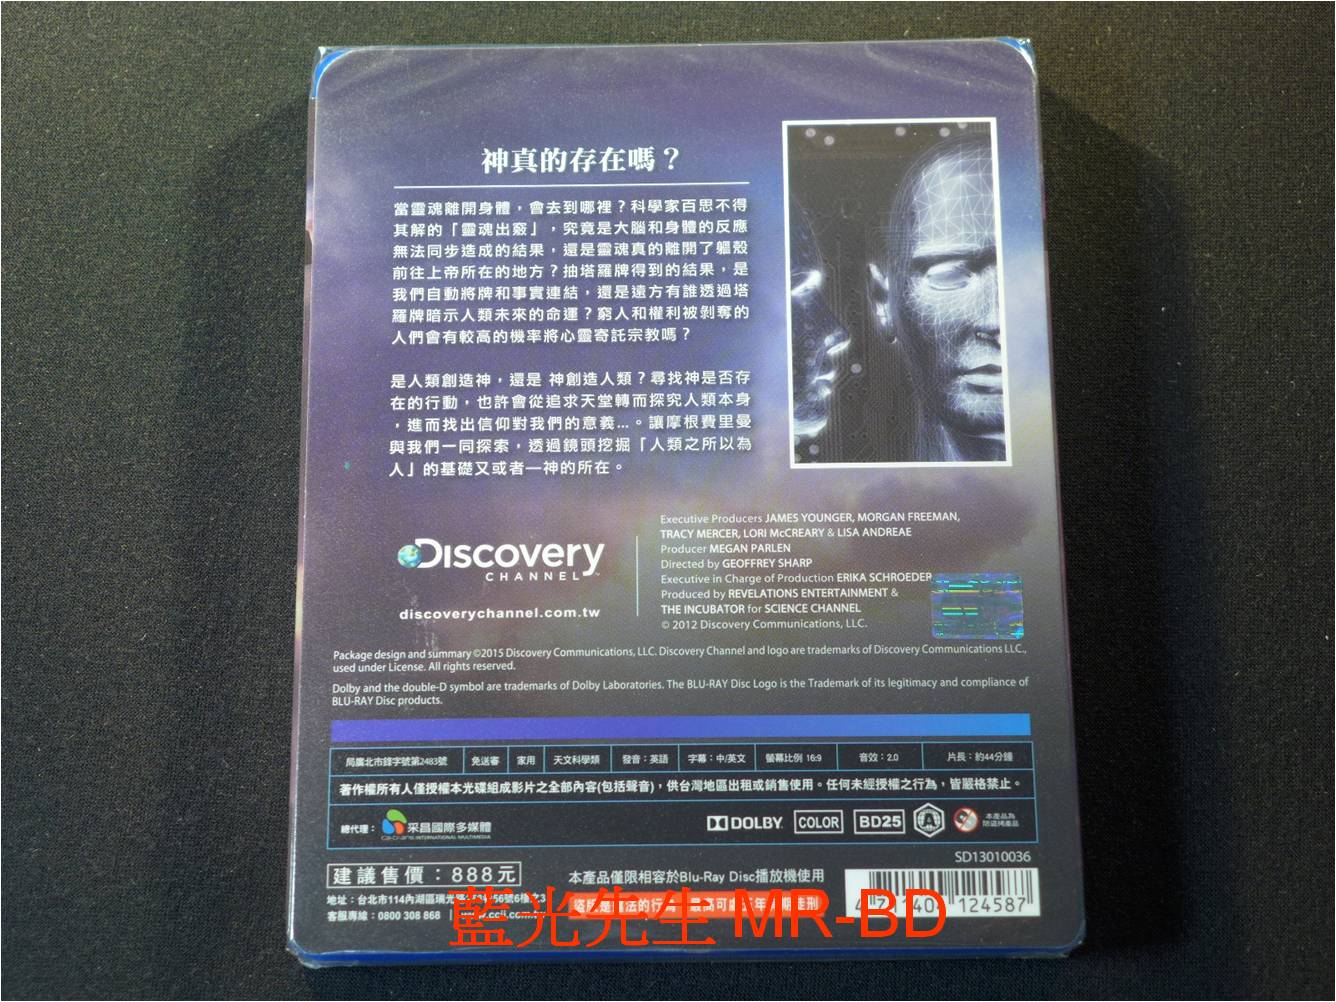 神真的存在嗎？
當靈魂離開身體，會去到哪裡？科學家百思不得
其解的「靈魂出竅」，究竟是大腦和身體的反應
無法同步造成的結果，還是靈魂真的離開了軀殼
前往上帝所在的地方？抽塔羅牌得到的結果，是
我們自動將牌和事實連結，還是遠方有誰透過塔
羅牌暗示人類未來的命運？窮人和權利被剝奪的
人們會有較高的機率將心靈寄託宗教嗎？
是人類創造神，還是 神創造人類？尋找神是否存
在的行動，也許會從追求天堂轉而探究人類本身
，進而找出信仰對我們的意義...。讓摩根費里曼
與我們一同探索，透過鏡頭挖掘「人類之所以為
人」的基礎又或者—神的所在。
Discovery
CHANNEL™
discoverychannel.com.tw
Executive Producers JAMES YOUNGER, MORGAN FREEMAN,
TRACY MERCER, LORI McCREARY & LISA ANDREAE
Producer MEGAN PARLEN
Directed by GEOFFREY SHARP
Executive in Charge of Production ERIKA SCHROEDER
Produced by REVELATIONS ENTERTAINMENT &
THE INCUBATOR for SCIENCE CHANNEL
© 2012 Discovery Communications, LLC.
Package design and summary ©2015 Discovery Communications, LLC. Discovery Channel and logo are trademarks of Discovery Communications LLC.,
used under License. All rights reserved.
Dolby and the double-D symbol are trademarks of Dolby Laboratories. The BLU-RAY Disc Logo is the Trademark of its legitimacy and compliance of
BLU-RAY Disc products.
局廣北市錄字號第2483號 免送審 家用 天文科學類 發音：英語 字幕：中/英文 螢幕比例 16:9 音效：2.0 片長：約44分鐘
著作權所有人僅授權本光碟組成影片之全部內容(包括聲音)，供台灣地區出租或銷售使用。任何未經授權之行為，皆嚴格禁止。
總代理： 采昌國際多媒體
INTERNATIONAL MULTIMEDIA
DOLBY COLOR BD25 A 本產品為
防盜拷產品
SD13010036
建議售價：888元
本產品僅限相容於Blu-Ray Disc播放機使用
地址：台北市114內湖區瑞光路
客服專線：0800 308 868
盜版是違法的行為
藍光先生 MR-BD
124587